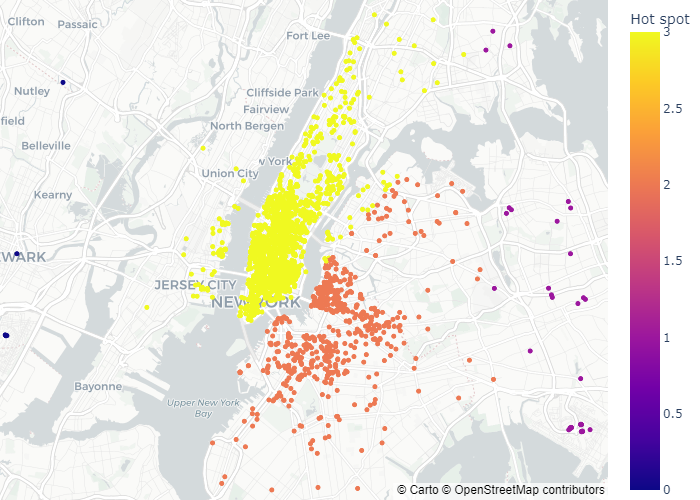 Hot spot
3
2.5
2
1.5
1
0.5
0
Clifton
Passaic
Fort Lee
Nutley
Cliffside Park
Fairview
North Bergen
field
Belleville
w York
Union City
Kearny
WARK
JERSEY CITY
NEW YORK
Bayonne
Upper New York
Bay
© Carto © OpenStreetMap contributors